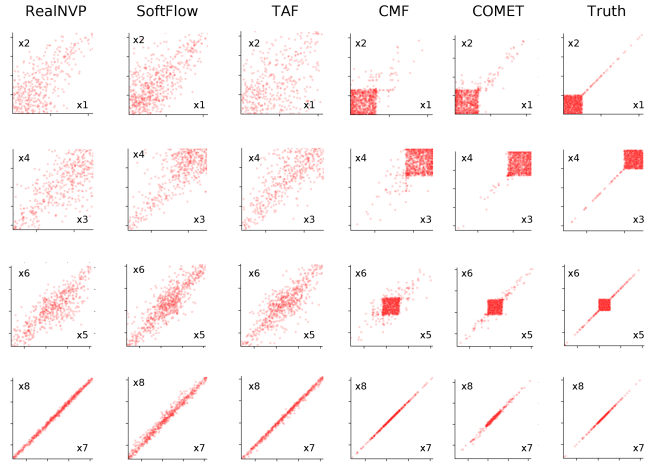 RealNVP SoftFlow TAF CMF COMET Truth
x2 x2 x2 x2 x2 x2
x1 x1 x1 x1 x1 x1
x4 x4 x4 x4 x4 x4
x3 x3 x3 x3 x3 x3
x6 x6 x6 x6 x6 x6
x5 x5 x5 x5 x5 x5
x8 x8 x8 x8 x8 x8
x7 x7 x7 x7 x7 x7